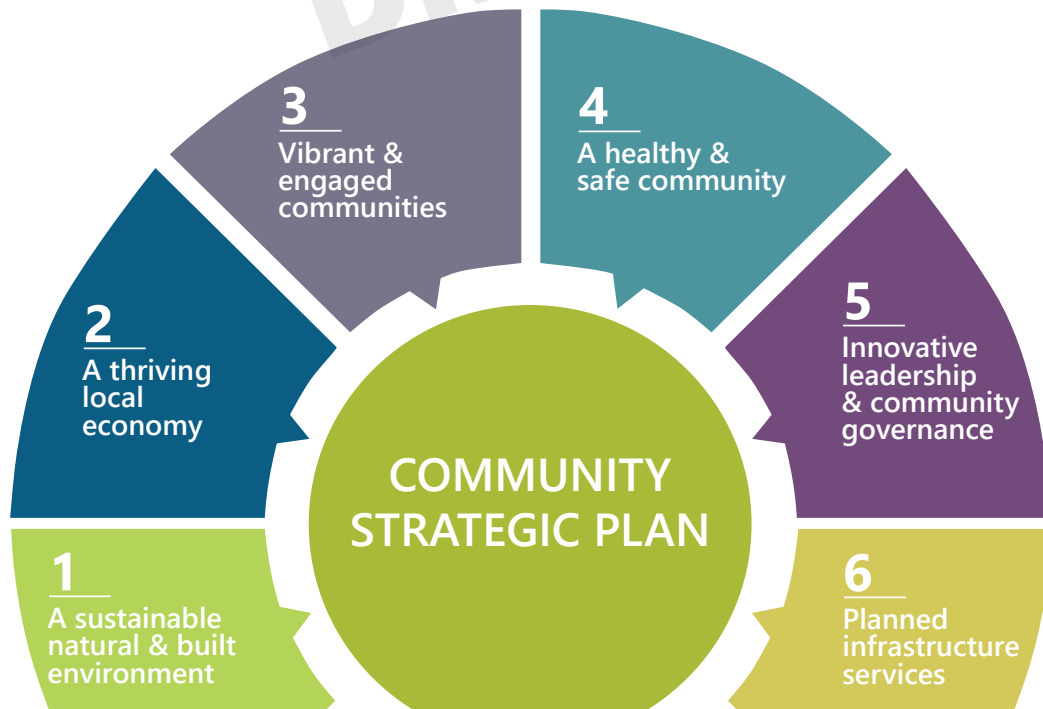 3
Vibrant &
engaged
communities
4
A healthy &
safe community
2
A thriving
local
economy
5
Innovative
leadership
& community
governance
COMMUNITY
STRATEGIC PLAN
1
A sustainable
natural & built
environment
6
Planned
infrastructure
services